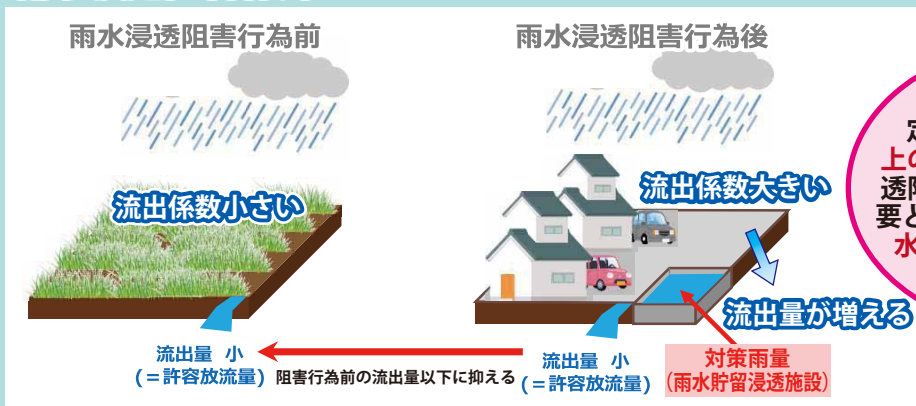 雨水浸透阻害行為前
雨水浸透阻害行為後
流出係数小さい
流出係数大きい
流出量が増える
流出量 小
(=許容放流量)
阻害行為前の流出量以下に抑える
流出量 小
(=許容放流量)
対策雨量
(雨水貯留浸透施設)
上の
透阻
要と
水